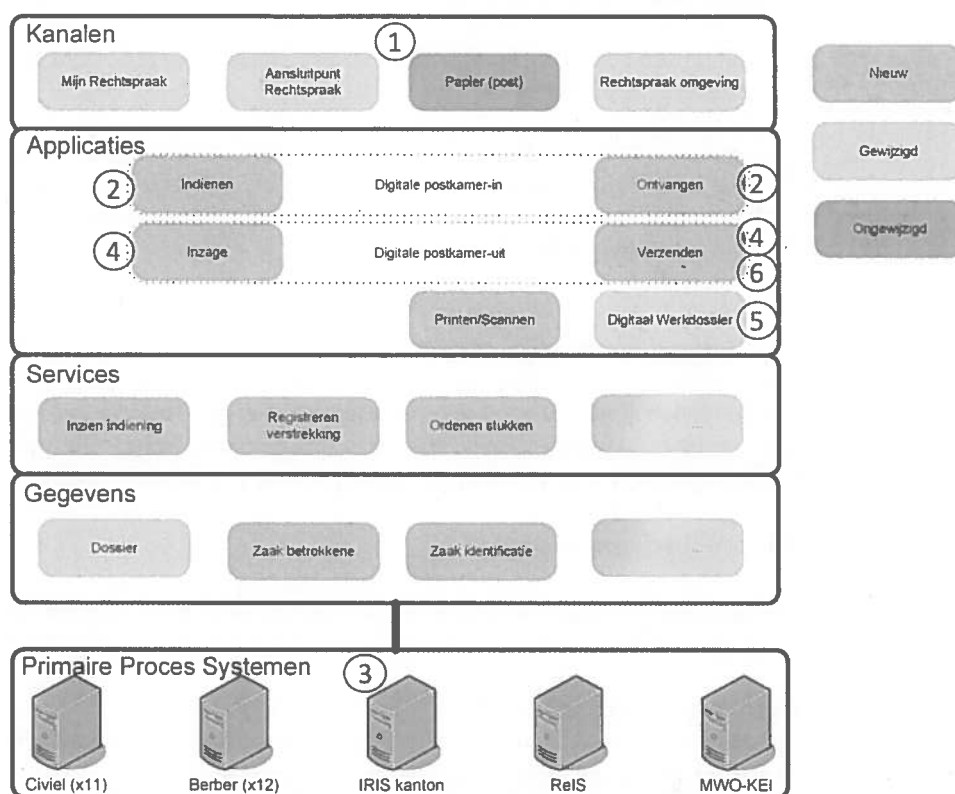 Kanalen
1
Mijn Rechtspraak
Aansluitpunt
Rechtspraak
Papier (post)
Rechtspraak omgeving
Nieuw
Gewijzigd
Ongewijzigd
Applicaties
2
Indienen
Digitale postkamer-in
Ontvangen
2
4
Inzage
Digitale postkamer-uit
Verzenden
4
6
Printen/Scannen
Digitaal Werkdossier
5
Services
Inzien indiening
Registreren
verstrekking
Ordenen stukken
Gegevens
Dossier
Zaak betrokkene
Zaak identificatie
Primaire Proces Systemen
3
Civiel (x11)
Berber (x12)
IRIS kanton
ReIS
MWO-KEI